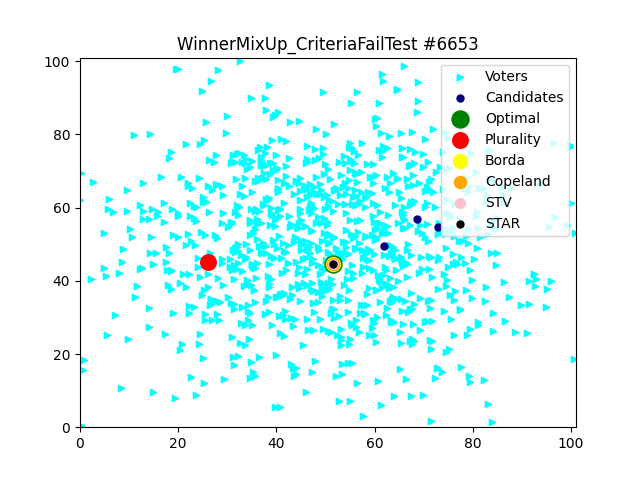 WinnerMixUp_CriteriaFailTest #6653
100
80
60
40
20
0
0
20
40
60
80
100
Voters
Candidates
Optimal
Plurality
Borda
Copeland
STV
STAR